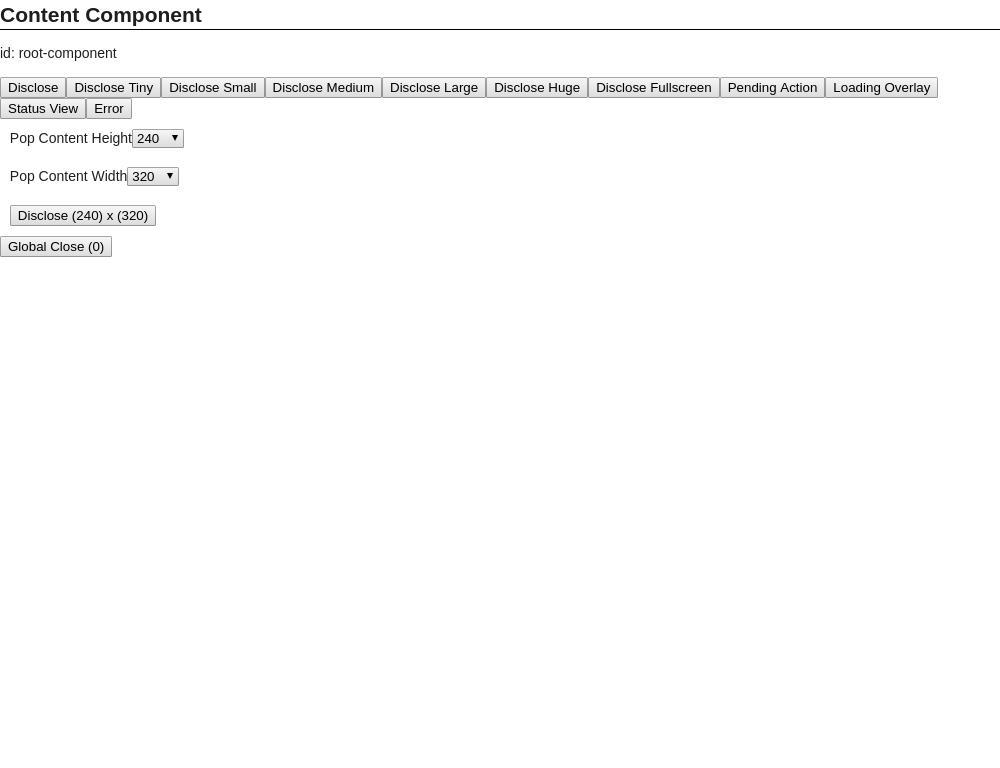 Content Component
id: root-component
Disclose Disclose Tiny Disclose Small Disclose Medium Disclose Large Disclose Huge Disclose Fullscreen Pending Action Loading Overlay
Status View Error
Pop Content Height 240
Pop Content Width 320
Disclose (240) x (320)
Global Close (0)